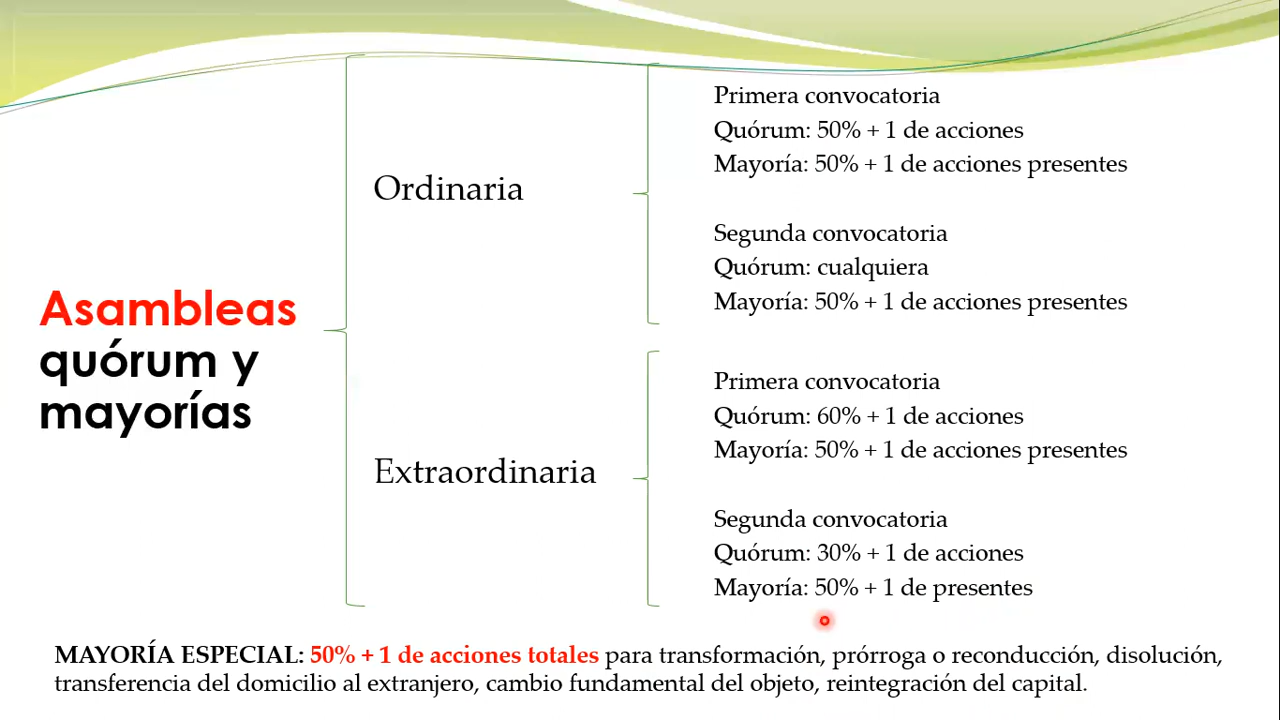 Asambleas
quórum y
mayorías
Ordinaria
Primera convocatoria
Quórum: 50% + 1 de acciones
Mayoría: 50% + 1 de acciones presentes
Segunda convocatoria
Quórum: cualquiera
Mayoría: 50% + 1 de acciones presentes
Extraordinaria
Primera convocatoria
Quórum: 60% + 1 de acciones
Mayoría: 50% + 1 de acciones presentes
Segunda convocatoria
Quórum: 30% + 1 de acciones
Mayoría: 50% + 1 de presentes
MAYORÍA ESPECIAL: 50% + 1 de acciones totales para transformación, prórroga o reconducción, disolución,
transferencia del domicilio al extranjero, cambio fundamental del objeto, reintegración del capital.